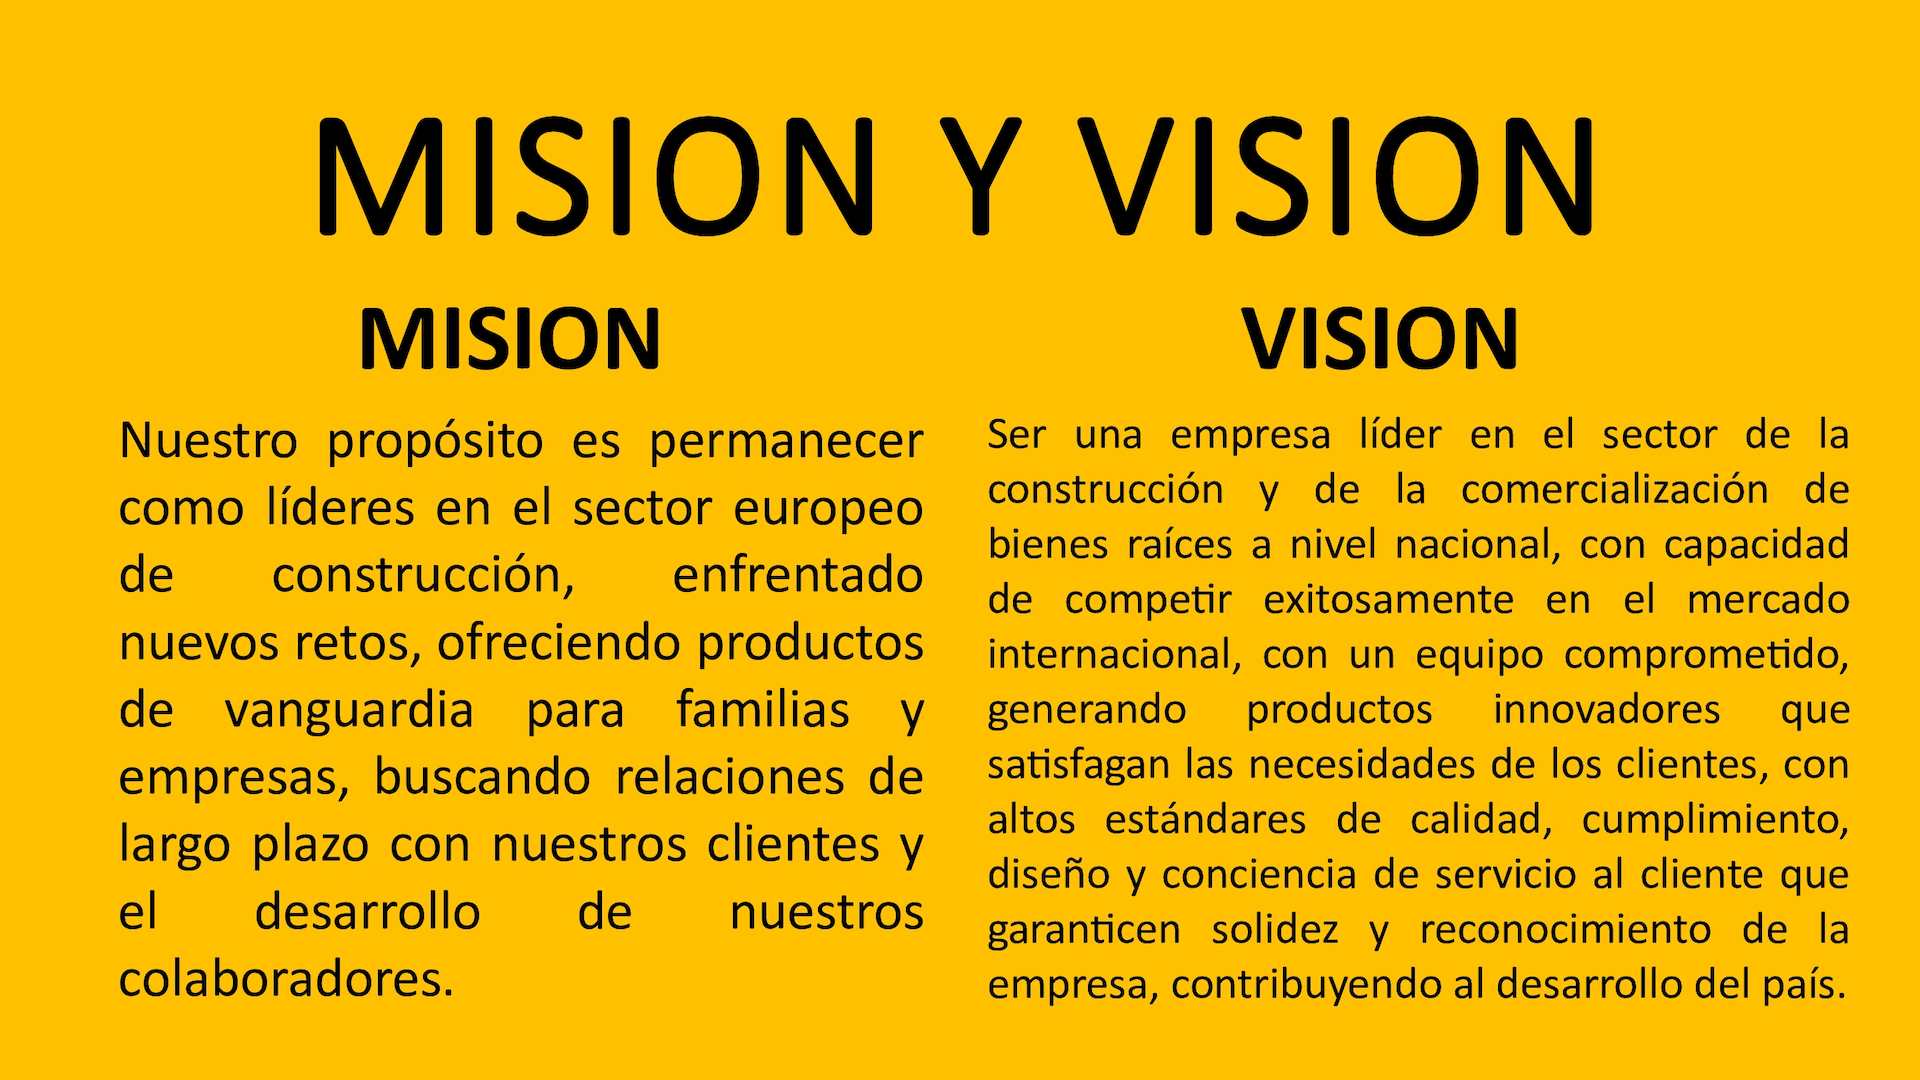 MISION Y VISION
MISION
Nuestro propósito es permanecer
como líderes en el sector europeo
de construcción, enfrentado
nuevos retos, ofreciendo productos
de vanguardia para familias y
empresas, buscando relaciones de
largo plazo con nuestros clientes y
el desarrollo de nuestros
colaboradores.
VISION
Ser una empresa líder en el sector de la
construcción y de la comercialización de
bienes raíces a nivel nacional, con capacidad
de competir exitosamente en el mercado
internacional, con un equipo comprometido,
generando productos innovadores que
satisfagan las necesidades de los clientes, con
altos estándares de calidad, cumplimiento,
diseño y conciencia de servicio al cliente que
garanticen solidez y reconocimiento de la
empresa, contribuyendo al desarrollo del país.